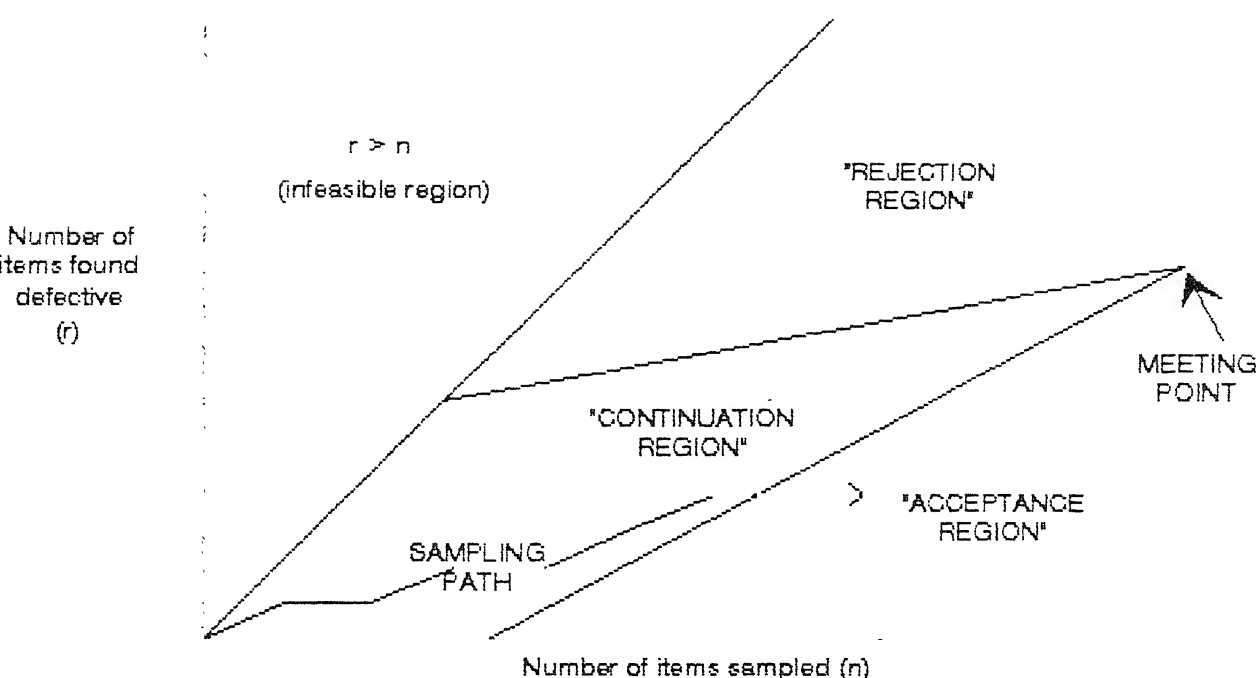 r > n
(infeasible region)
"REJECTION
REGION"
Number of
items found
defective
(r)
MEETING
POINT
"CONTINUATION
REGION"
"ACCEPTANCE
REGION"
SAMPLING
PATH
Number of items sampled (n)